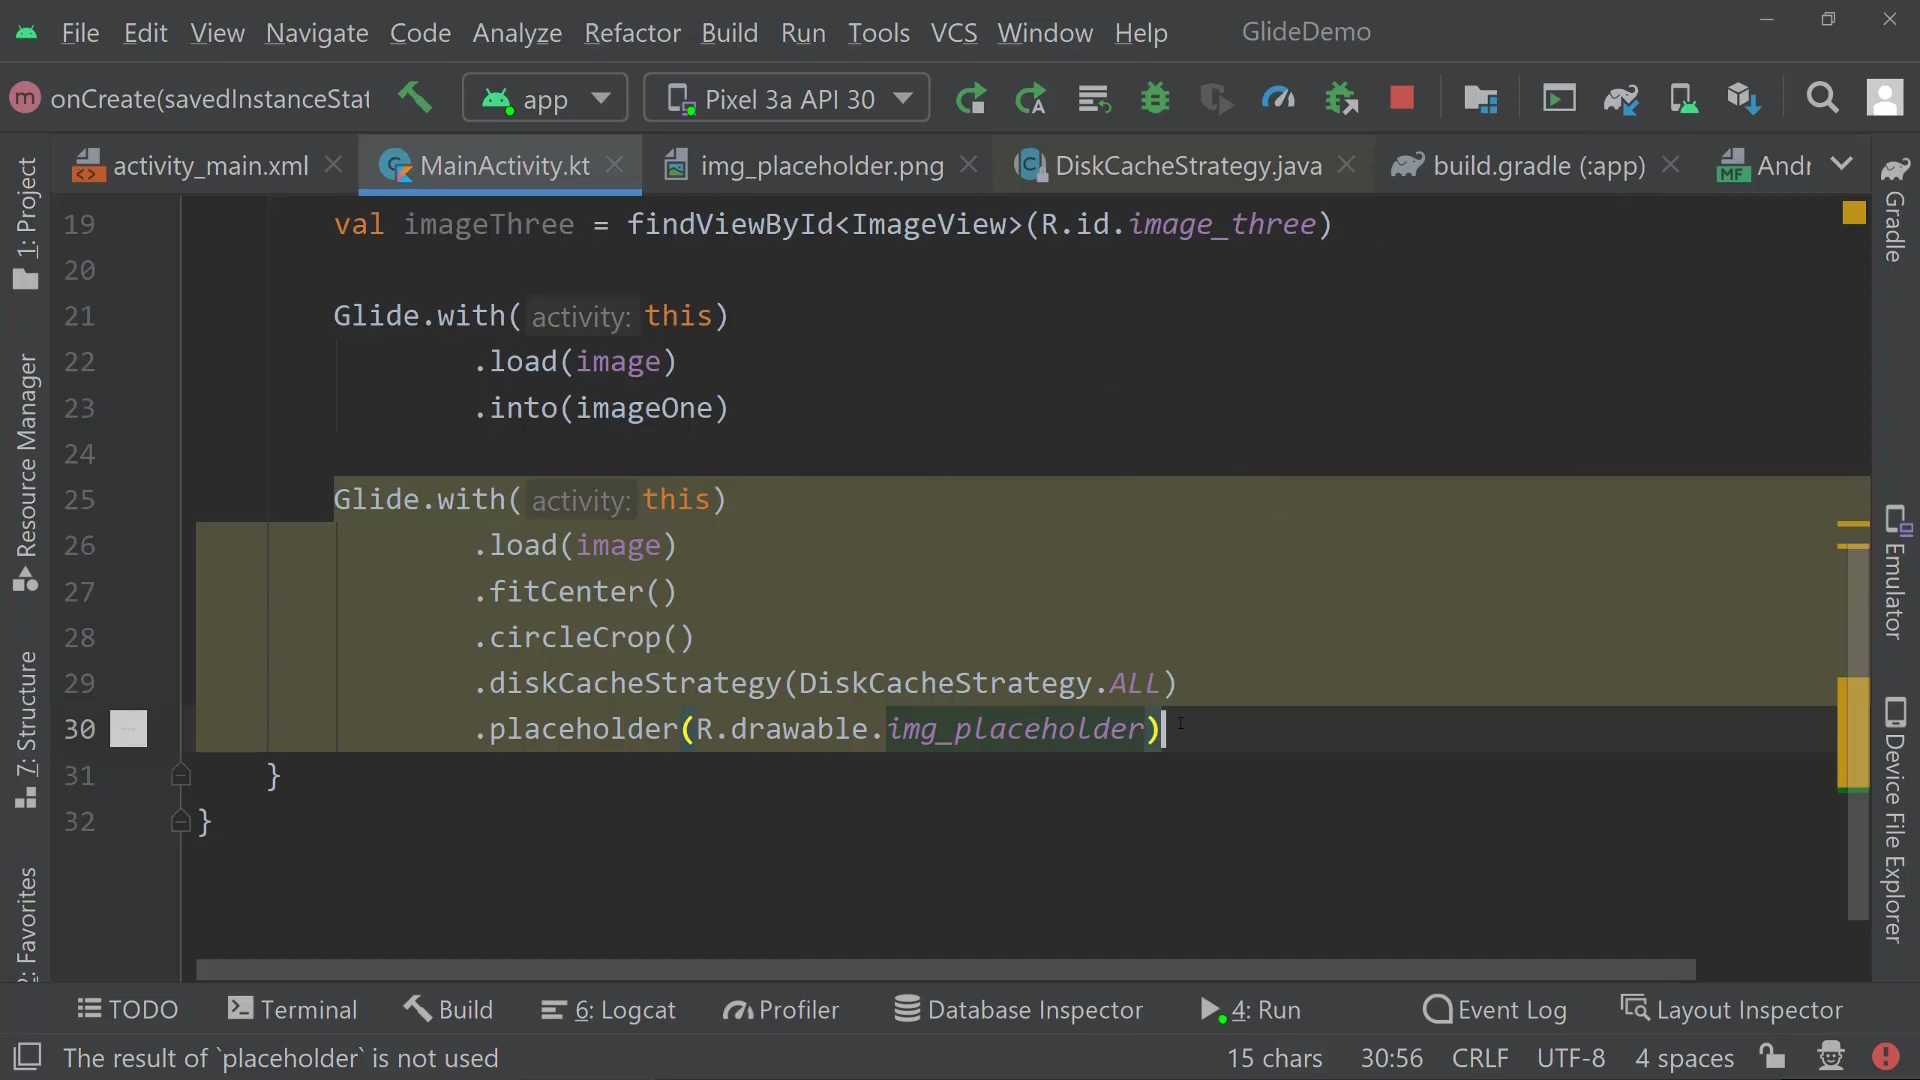 File Edit View Navigate Code Analyze Refactor Build Run Tools VCS Window Help GlideDemo
m onCreate(savedInstanceStat app Pixel 3a API 30
activity_main.xml MainActivity.kt img_placeholder.png DiskCacheStrategy.java build.gradle (:app) MF Andr
1: Project
Resource Manager
7: Structure
Favorites
19 val imageThree = findViewById<ImageView>(R.id.image_three)
20
21 Glide.with( activity: this)
22 .load(image)
23 .into(imageOne)
24
25 Glide.with( activity: this)
26 .load(image)
27 .fitCenter()
28 .circleCrop()
29 .diskCacheStrategy(DiskCacheStrategy.ALL)
30 .placeholder(R.drawable.img_placeholder)
31 }
32 }
Gradle
Emulator
Device File Explorer
TODO Terminal Build 6: Logcat Profiler Database Inspector 4: Run Event Log Layout Inspector
The result of `placeholder` is not used 15 chars 30:56 CRLF UTF-8 4 spaces